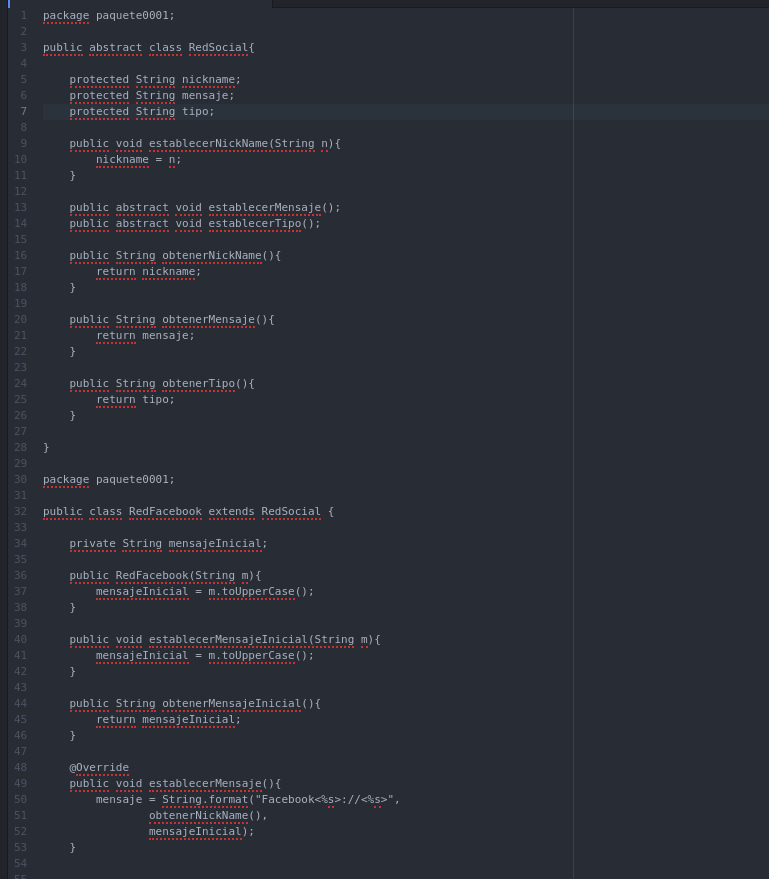 1 package paquete0001;
2
3 public abstract class RedSocial{
4
5     protected String nickname;
6     protected String mensaje;
7     protected String tipo;
8
9     public void establecerNickName(String n){
10         nickname = n;
11     }
12
13     public abstract void establecerMensaje();
14     public abstract void establecerTipo();
15
16     public String obtenerNickName(){
17         return nickname;
18     }
19
20     public String obtenerMensaje(){
21         return mensaje;
22     }
23
24     public String obtenerTipo(){
25         return tipo;
26     }
27
28 }
29
30 package paquete0001;
31
32 public class RedFacebook extends RedSocial {
33
34     private String mensajeInicial;
35
36     public RedFacebook(String m){
37         mensajeInicial = m.toUpperCase();
38     }
39
40     public void establecerMensajeInicial(String m){
41         mensajeInicial = m.toUpperCase();
42     }
43
44     public String obtenerMensajeInicial(){
45         return mensajeInicial;
46     }
47
48     @Override
49     public void establecerMensaje(){
50         mensaje = String.format("Facebook<%s>://<%s>",
51                 obtenerNickName(),
52                 mensajeInicial);
53     }
54
55